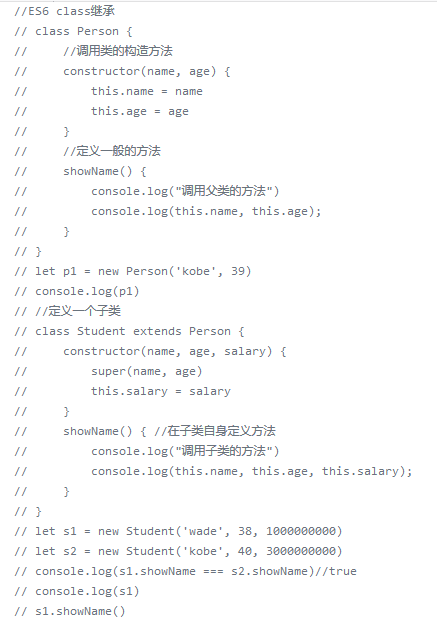 //ES6 class继承
// class Person {
//     //调用类的构造方法
//     constructor(name, age) {
//         this.name = name
//         this.age = age
//     }
//     //定义一般的方法
//     showName() {
//         console.log("调用父类的方法")
//         console.log(this.name, this.age);
//     }
// }
// let p1 = new Person('kobe', 39)
// console.log(p1)
// //定义一个子类
// class Student extends Person {
//     constructor(name, age, salary) {
//         super(name, age)
//         this.salary = salary
//     }
//     showName() { //在子类自身定义方法
//         console.log("调用子类的方法")
//         console.log(this.name, this.age, this.salary);
//     }
// }
// let s1 = new Student('wade', 38, 1000000000)
// let s2 = new Student('kobe', 40, 3000000000)
// console.log(s1.showName === s2.showName)//true
// console.log(s1)
// s1.showName()